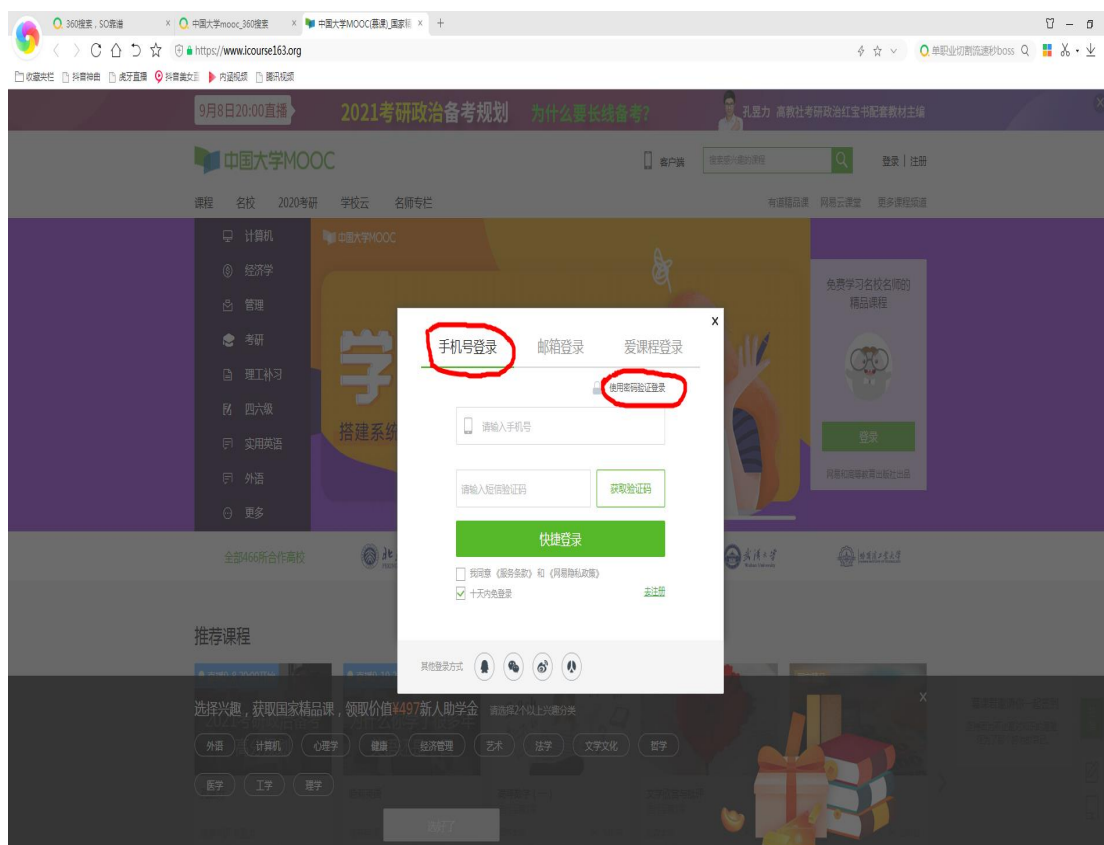 360搜索，SO靠谱
中国大学mooc_360搜索
中国大学MOOC(慕课)_国家精
https://www.icourse163.org
单职业切割流速秒boss
收藏夹栏 抖音神曲 虎牙直播 抖音美女 内涵视频 腾讯视频
9月8日20:00直播
2021考研政治备考规划 为什么要长线备考?
孔昱力 高教社考研政治红宝书配套教材主编
中国大学MOOC
客户端
搜索感兴趣的课程
登录 | 注册
课程 名校 2020考研 学校云 名师专栏
有道精品课 网易云课堂 更多课程频道
计算机
中国大学MOOC
经济学
管理
考研
理工补习
四六级
实用英语
外语
更多
学
搭建系统
免费学习名校名师的
精品课程
登录
网易和高等教育出版社出品
x
手机号登录 邮箱登录 爱课程登录
使用密码验证登录
请输入手机号
请输入短信验证码
获取验证码
快捷登录
我同意《服务条款》和《网易隐私政策》
十天内免登录
去注册
其他登录方式
全部466所合作高校
武汉大学
推荐课程
选择兴趣，获取国家精品课，领取价值¥497新人助学金 请选择2个以上兴趣分类
X
外语 计算机 心理学 健康 经济管理 艺术 法学 文学文化 哲学
医学 工学 理学
选好了